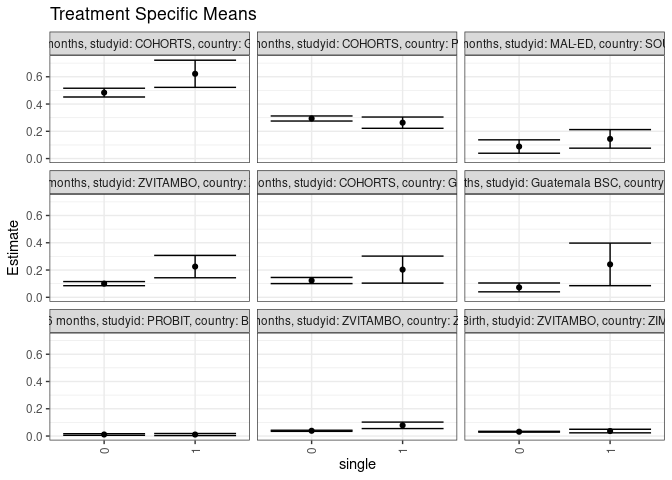 Treatment Specific Means
months, studyid: COHORTS, country: G
months, studyid: COHORTS, country: P
months, studyid: MAL-ED, country: SOU
months, studyid: ZVITAMBO, country:
months, studyid: COHORTS, country: G
ths, studyid: Guatemala BSC, country
6 months, studyid: PROBIT, country: B
months, studyid: ZVITAMBO, country: Z
Birth, studyid: ZVITAMBO, country: ZIM
Estimate
0.6
0.4
0.2
0.0
0.6
0.4
0.2
0.0
0.6
0.4
0.2
0.0
0 1 0 1 0 1
single